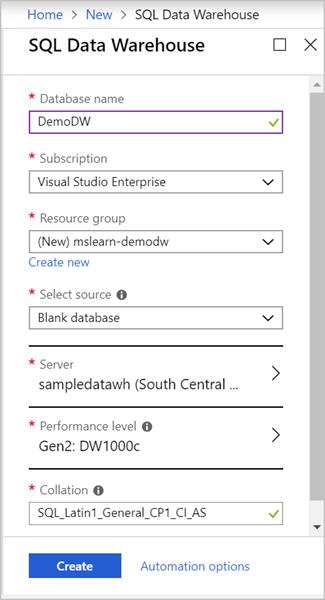 Home > New > SQL Data Warehouse
SQL Data Warehouse
* Database name
DemoDW
* Subscription
Visual Studio Enterprise
* Resource group
(New) mslearn-demodw
Create new
* Select source
Blank database
* Server
sampledatawh (South Central ...
* Performance level
Gen2: DW1000c
* Collation
SQL_Latin1_General_CP1_CI_AS
Create Automation options